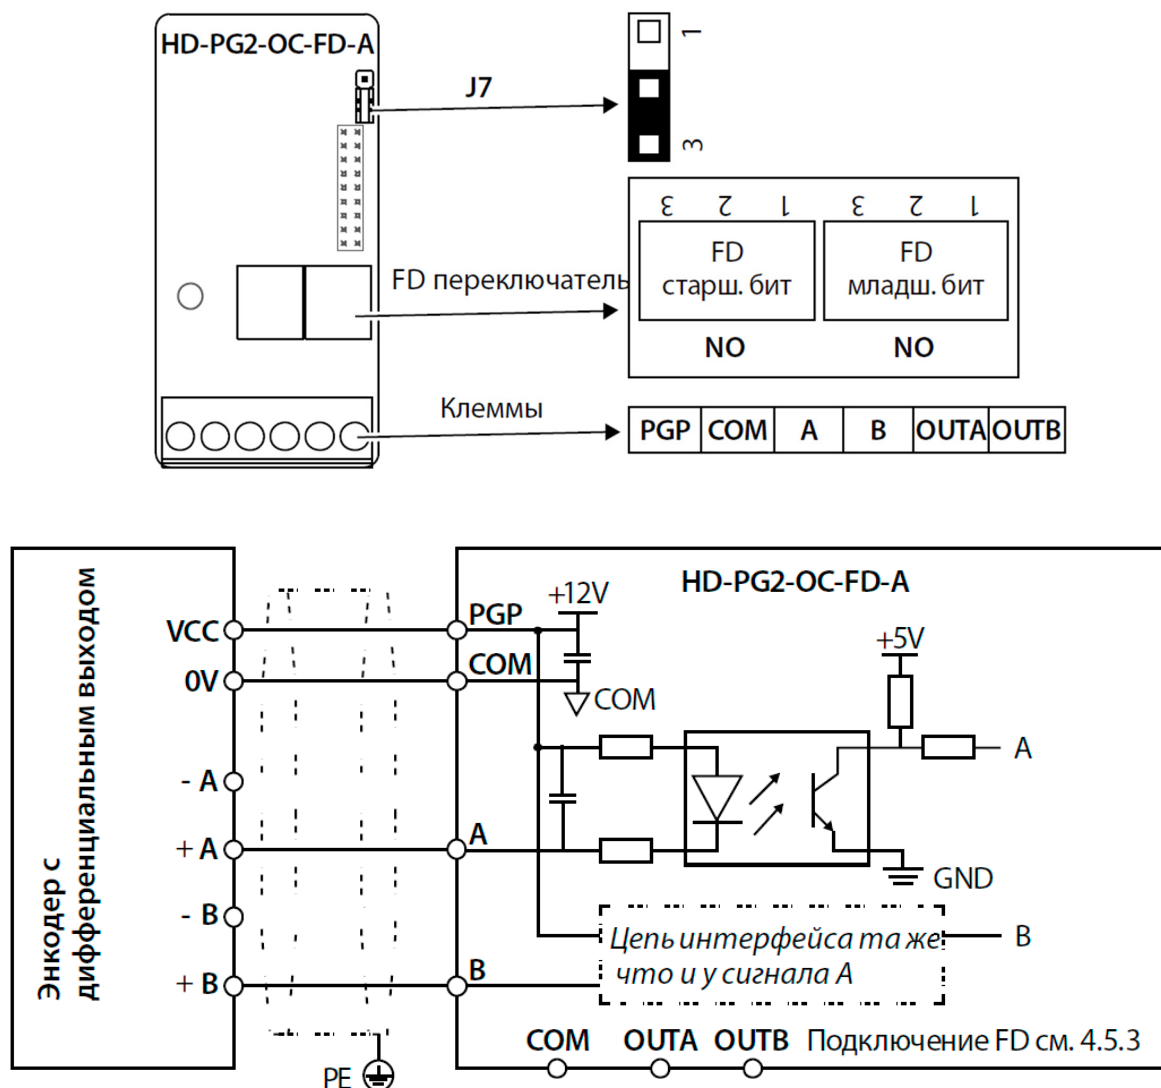 HD-PG2-OC-FD-A
J7
1
3
3 2 1 3 2 1
FD
старш. бит
FD
младш. бит
NO NO
FD переключатель
Клеммы
PGP COM A B OUTA OUTB
Энкодер с
дифференциальным выходом
HD-PG2-OC-FD-A
VCC
PGP
+12V
0V
COM
COM
+5V
A
- A
+ A
A
GND
- B
Цепь интерфейса та же
что и у сигнала A
B
+ B
B
COM OUTA OUTB Подключение FD см. 4.5.3
PE